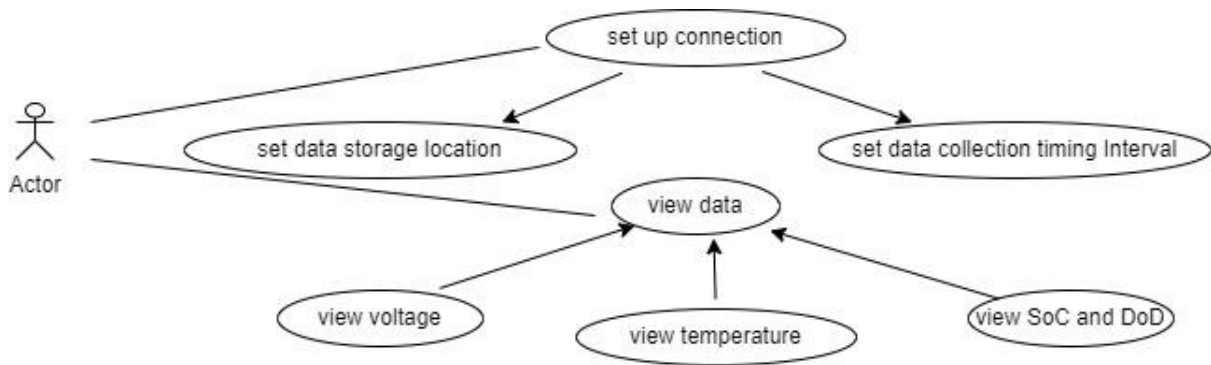 set up connection
set data storage location
set data collection timing Interval
Actor
view data
view voltage
view temperature
view SoC and DoD